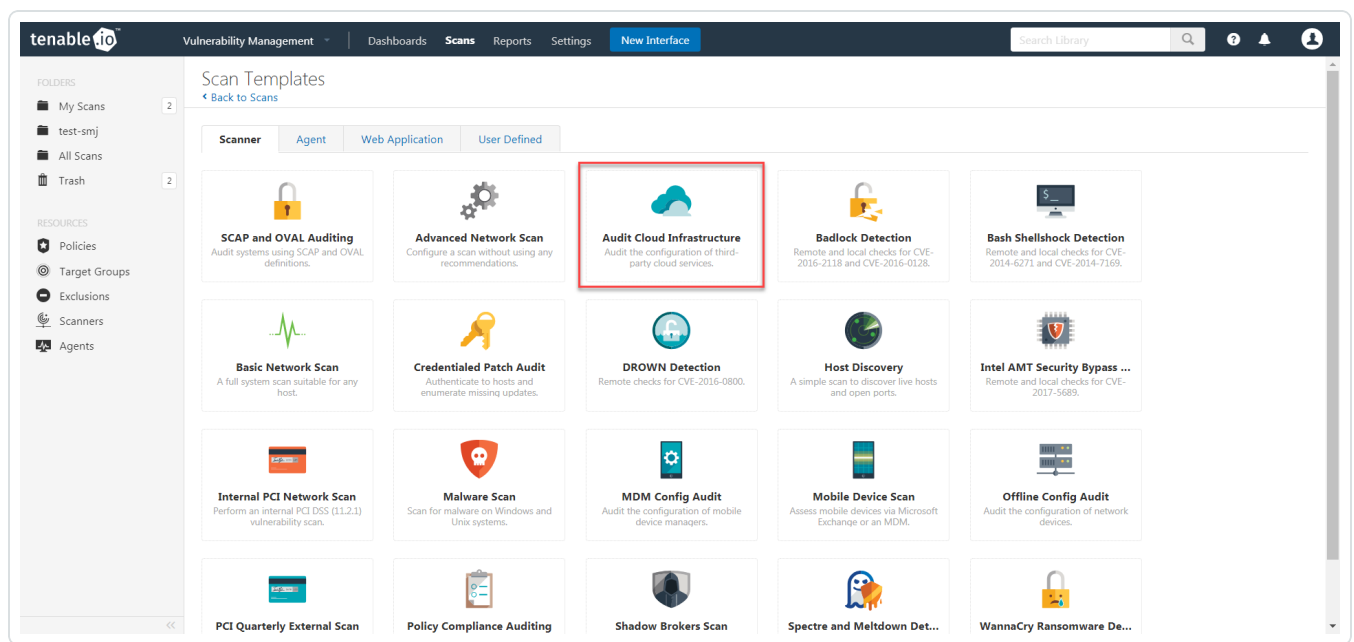 tenable.io™
Vulnerability Management
Dashboards
Scans
Reports
Settings
New Interface
Search Library
?
FOLDERS
My Scans
2
test-smj
All Scans
Trash
2
RESOURCES
Policies
Target Groups
Exclusions
Scanners
Agents
Scan Templates
Back to Scans
Scanner
Agent
Web Application
User Defined
SCAP and OVAL Auditing
Audit systems using SCAP and OVAL
definitions.
Advanced Network Scan
Configure a scan without using any
recommendations.
Audit Cloud Infrastructure
Audit the configuration of third-
party cloud services.
Badlock Detection
Remote and local checks for CVE-
2016-2118 and CVE-2016-0128.
$_
Bash Shellshock Detection
Remote and local checks for CVE-
2014-6271 and CVE-2014-7169.
Basic Network Scan
A full system scan suitable for any
host.
Credentialed Patch Audit
Authenticate to hosts and
enumerate missing updates.
DROWN Detection
Remote checks for CVE-2016-0800.
Host Discovery
A simple scan to discover live hosts
and open ports.
Intel AMT Security Bypass ...
Remote and local checks for CVE-
2017-5689.
Internal PCI Network Scan
Perform an internal PCI DSS (11.2.1)
vulnerability scan.
Malware Scan
Scan for malware on Windows and
Unix systems.
MDM Config Audit
Audit the configuration of mobile
device managers.
Mobile Device Scan
Assess mobile devices via Microsoft
Exchange or an MDM.
Offline Config Audit
Audit the configuration of network
devices.
PCI Quarterly External Scan
Policy Compliance Auditing
Shadow Brokers Scan
Spectre and Meltdown Det...
WannaCry Ransomware De...